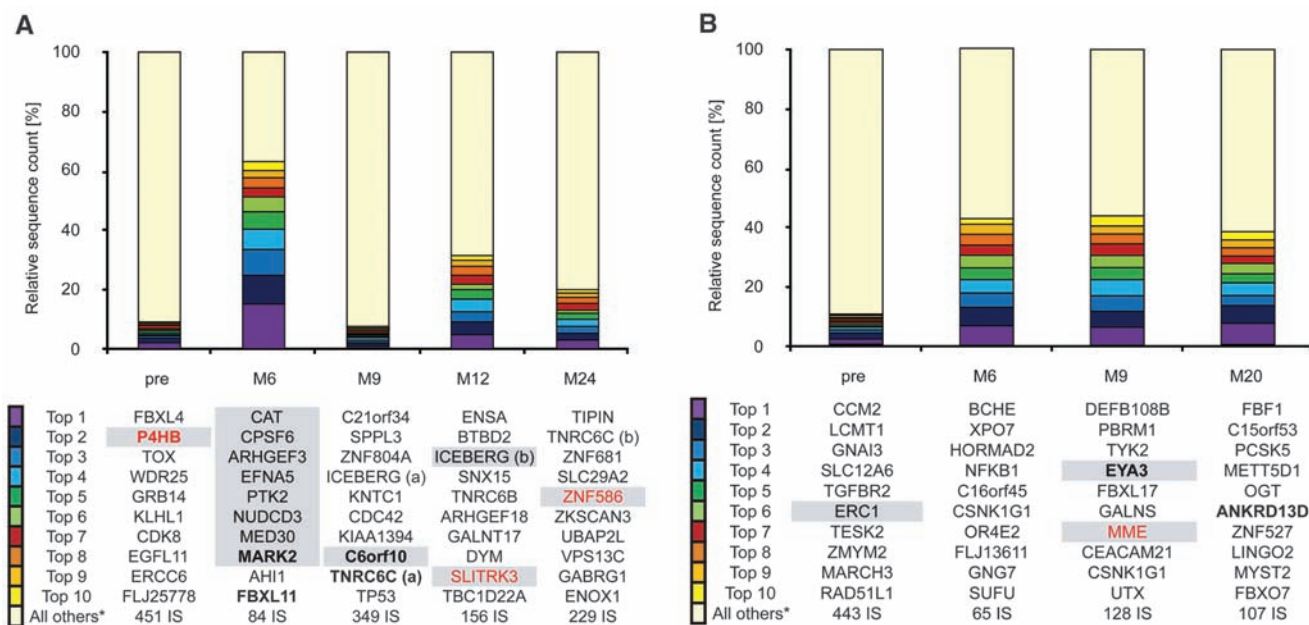 A
Relative sequence count [%]
100
80
60
40
20
0
pre M6 M9 M12 M24
Top 1 FBXL4 CAT C21orf34 ENSA TIPIN
Top 2 P4HB CPSF6 SPPL3 BTBD2 TNRC6C (b)
Top 3 TOX ARHGEF3 ZNF804A ICEBERG (b) ZNF681
Top 4 WDR25 EFNA5 ICEBERG (a) SNX15 SLC29A2
Top 5 GRB14 PTK2 KNTC1 TNRC6B ZNF586
Top 6 KLHL1 NUDCD3 CDC42 ARHGEF18 ZKSCAN3
Top 7 CDK8 MED30 KIAA1394 GALNT17 UBAP2L
Top 8 EGFL11 MARK2 C6orf10 DYM VPS13C
Top 9 ERCC6 AHI1 TNRC6C (a) SLITRK3 GABRG1
Top 10 FLJ25778 FBXL11 TP53 TBC1D22A ENOX1
All others* 451 IS 84 IS 349 IS 156 IS 229 IS
B
Relative sequence count [%]
100
80
60
40
20
0
pre M6 M9 M20
Top 1 CCM2 BCHE DEFB108B FBF1
Top 2 LCMT1 XPO7 PBRM1 C15orf53
Top 3 GNAI3 HORMAD2 TYK2 PCSK5
Top 4 SLC12A6 NFKB1 EYA3 METT5D1
Top 5 TGFBR2 C16orf45 FBXL17 OGT
Top 6 ERC1 CSNK1G1 GALNS ANKRD13D
Top 7 TESK2 OR4E2 MME ZNF527
Top 8 ZMYM2 FLJ13611 CEACAM21 LINGO2
Top 9 MARCH3 GNG7 CSNK1G1 MYST2
Top 10 RAD51L1 SUFU UTX FBXO7
All others* 443 IS 65 IS 128 IS 107 IS